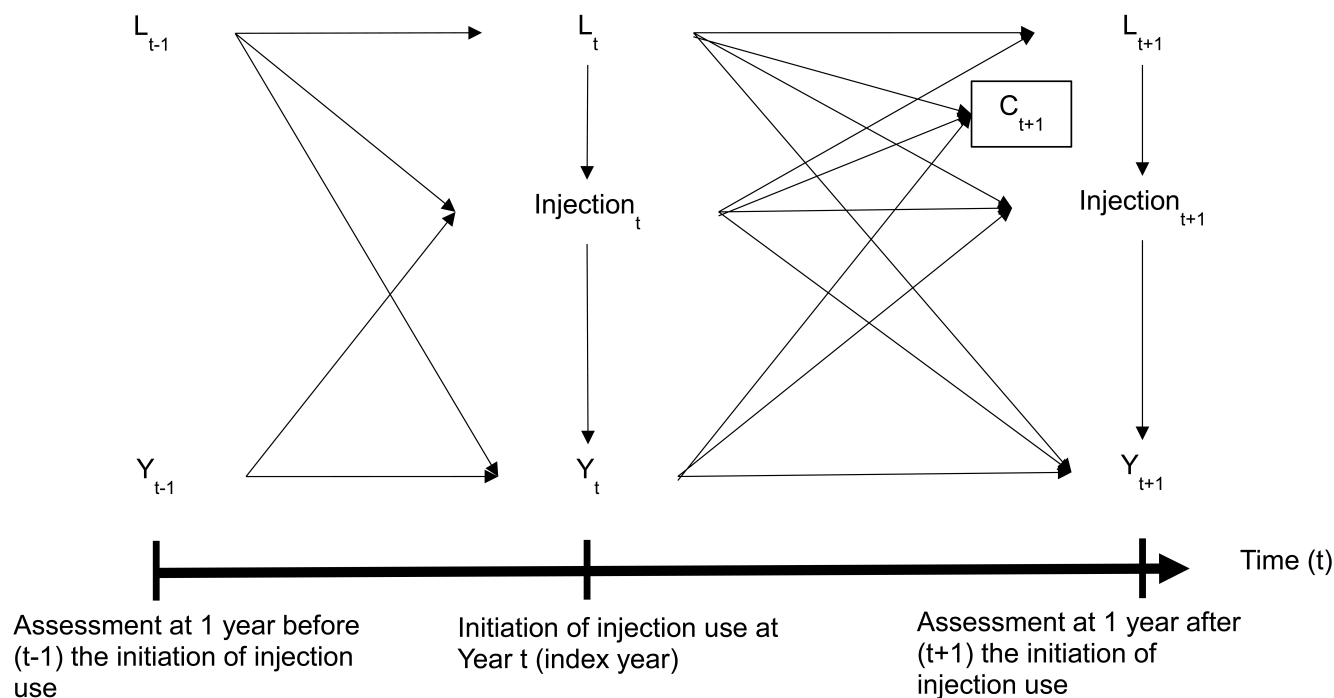 L t-1
L t
L t+1
C t+1
Injection t
Injection t+1
Y t-1
Y t
Y t+1
Time (t)
Assessment at 1 year before
(t-1) the initiation of injection
use
Initiation of injection use at
Year t (index year)
Assessment at 1 year after
(t+1) the initiation of
injection use